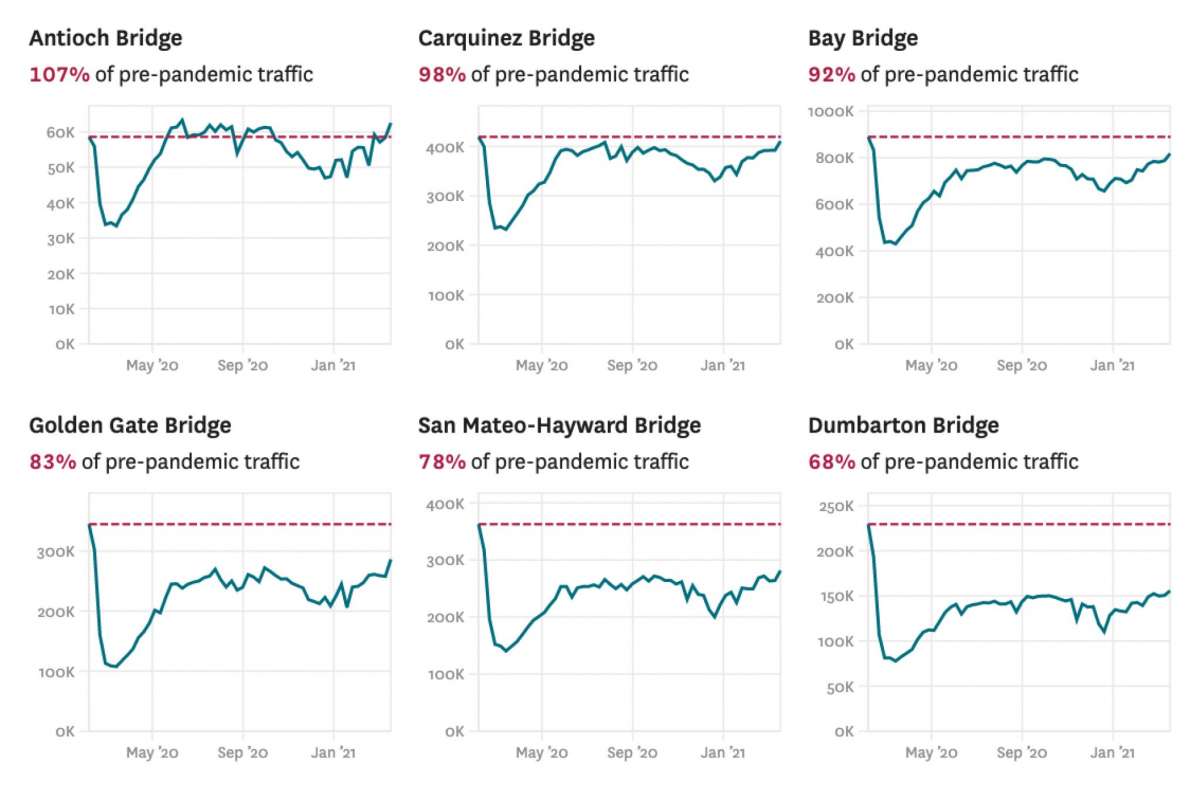 Antioch Bridge
107% of pre-pandemic traffic
60K
50K
40K
30K
20K
10K
0K
May '20 Sep '20 Jan '21
Carquinez Bridge
98% of pre-pandemic traffic
400K
300K
200K
100K
0K
May '20 Sep '20 Jan '21
Bay Bridge
92% of pre-pandemic traffic
1000K
800K
600K
400K
200K
0K
May '20 Sep '20 Jan '21
Golden Gate Bridge
83% of pre-pandemic traffic
300K
200K
100K
0K
May '20 Sep '20 Jan '21
San Mateo-Hayward Bridge
78% of pre-pandemic traffic
400K
300K
200K
100K
0K
May '20 Sep '20 Jan '21
Dumbarton Bridge
68% of pre-pandemic traffic
250K
200K
150K
100K
50K
0K
May '20 Sep '20 Jan '21